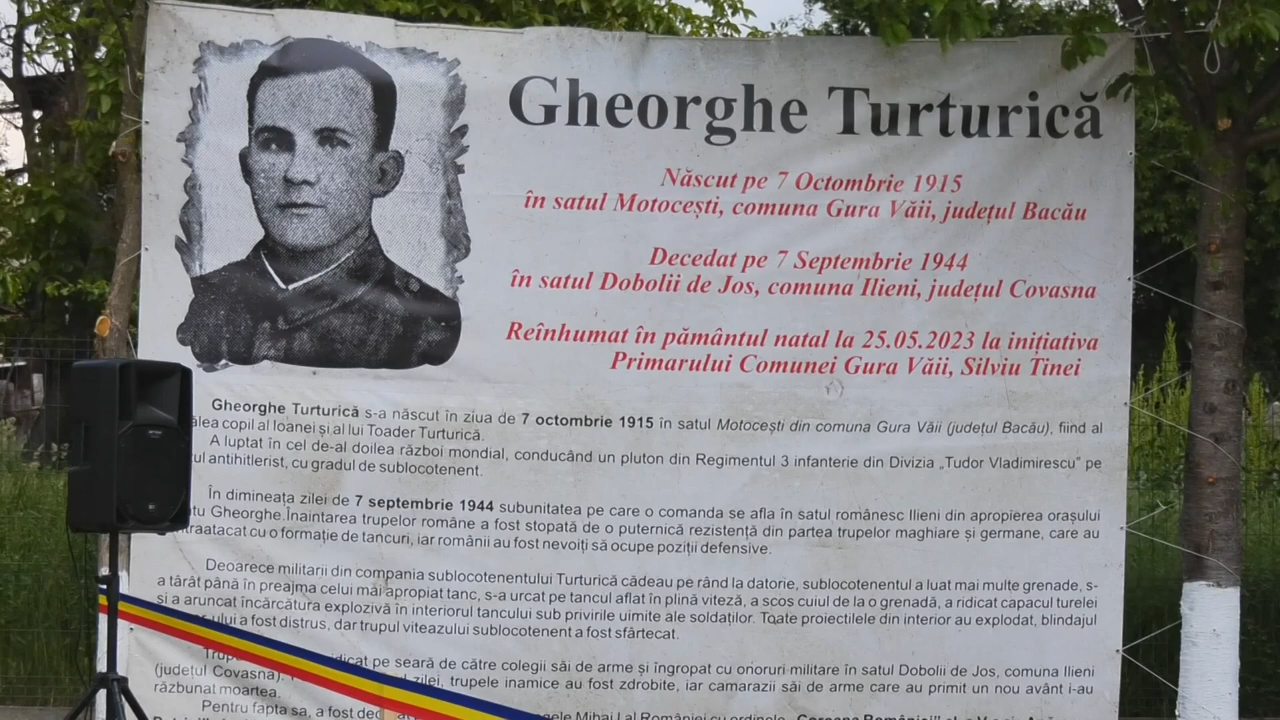 Gheorghe Turturică
Născut pe 7 Octombrie 1915
în satul Motocești, comuna Gura Văii, județul Bacău
Decedat pe 7 Septembrie 1944
în satul Dobolii de Jos, comuna Ilieni, județul Covasna
Reînhumat în pământul natal la 25.05.2023 la inițiativa
Primarului Comunei Gura Văii, Silviu Tinei
Gheorghe Turturică s-a născut în ziua de 7 octombrie 1915 în satul Motocești din comuna Gura Văii (județul Bacău), fiind al
copil al Ioanei și al lui Toader Turturică.
A luptat în cel de-al doilea război mondial, conducând un pluton din Regimentul 3 infanterie din Divizia „Tudor Vladimirescu” pe
antihitlerist, cu gradul de sublocotenent.
În dimineața zilei de 7 septembrie 1944 subunitatea pe care o comanda se afla în satul românesc Ilieni din apropierea orașului
Gheorghe. Înaintarea trupelor române a fost stopată de o puternică rezistență din partea trupelor maghiare și germane, care au
cu o formație de tancuri, iar românii au fost nevoiți să ocupe poziții defensive.
Deoarece militarii din compania sublocotenentului Turturică cădeau pe rând la datorie, sublocotenentul a luat mai multe grenade, s-
a târât până în preajma celui mai apropiat tanc, s-a urcat pe tancul aflat în plină viteză, a scos cuiul de la o grenadă, a ridicat capacul turelei
și a aruncat încărcătura explozivă în interiorul tancului sub privirile uimite ale soldaților. Toate proiectilele din interior au explodat, blindajul
a fost distrus, dar trupul viteazului sublocotenent a fost sfârtecat.
pe seară de către colegii săi de arme și îngropat cu onoruri militare în satul Dobolii de Jos, comuna Ilieni
(județul Covasna). zilei, trupele inamice au fost zdrobite, iar camarazii săi de arme care au primit un nou avânt i-au
răzbunat moartea.
Pentru fapta sa, a fost Mihai I al României cu ordinele